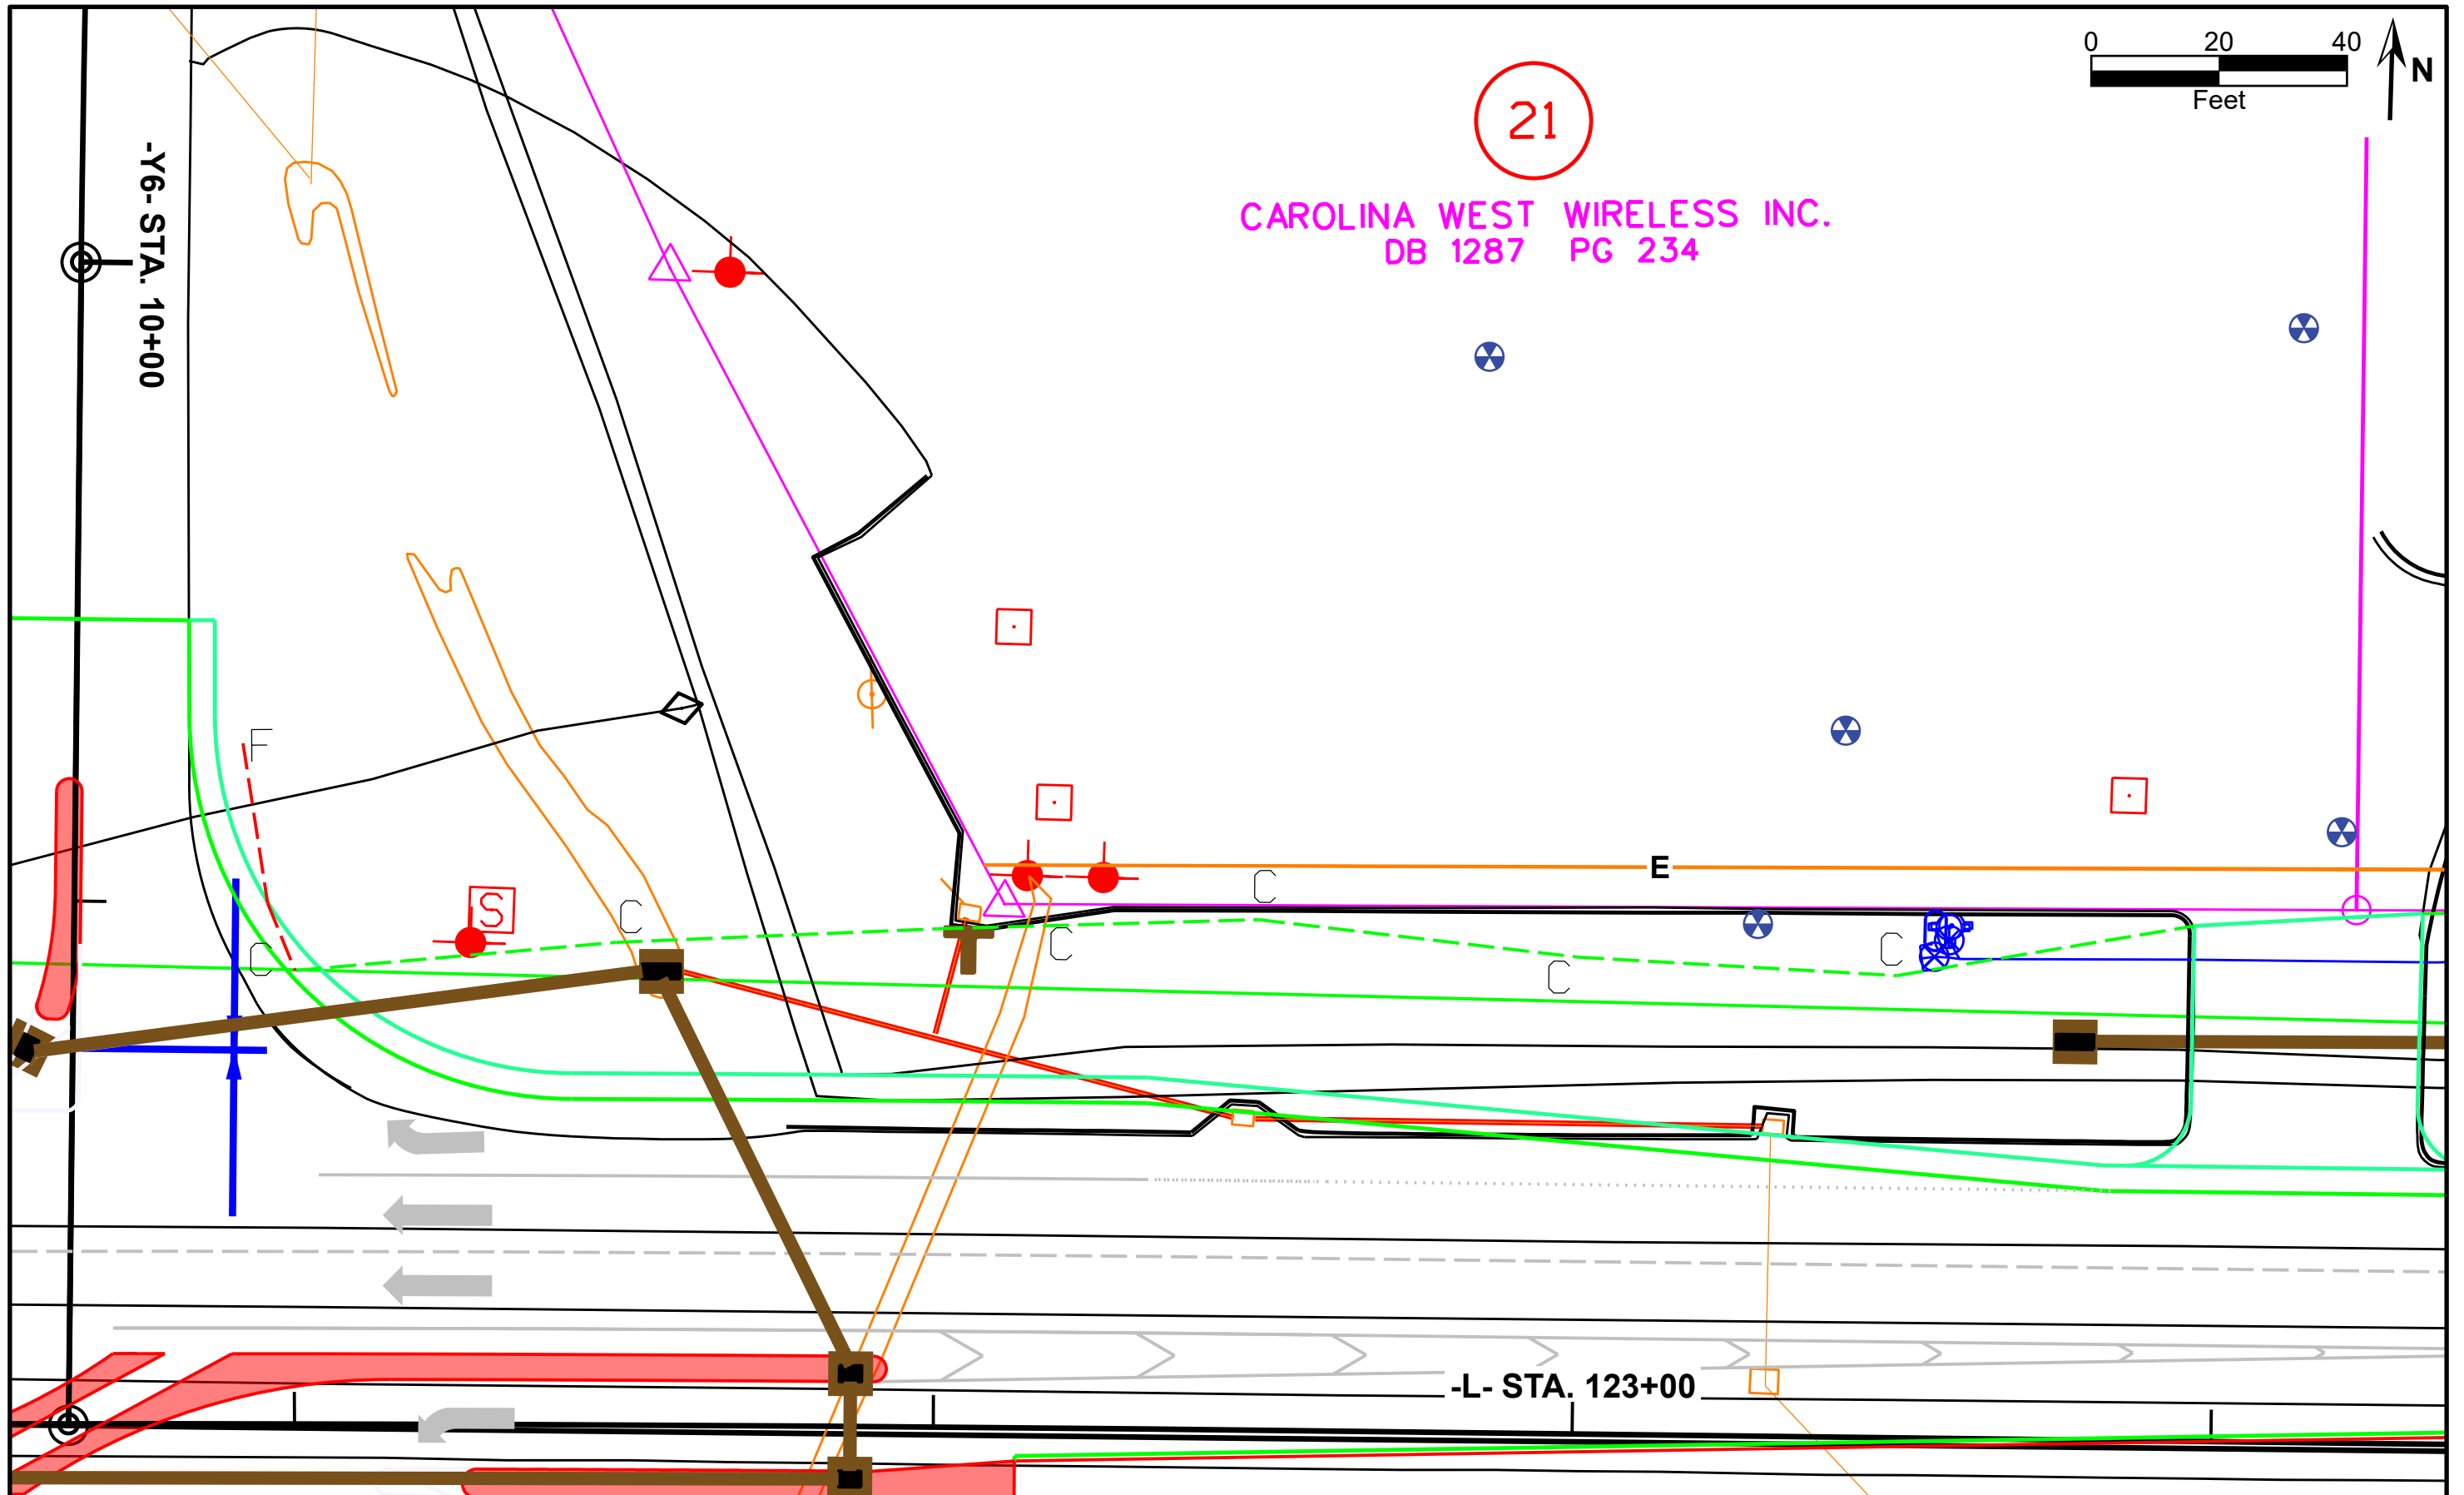 0 20 40
Feet
N
21
CAROLINA WEST WIRELESS INC.
DB 1287 PG 234
-Y6- STA. 10+00
F
E
S
C
C
C
C
C
C
-L- STA. 123+00